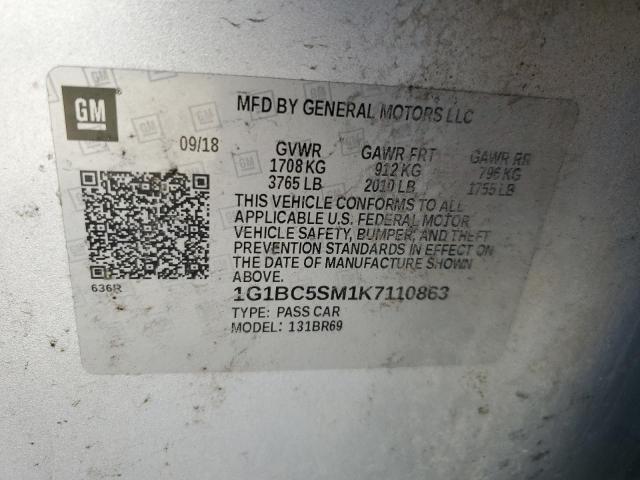 GM
MFD BY GENERAL MOTORS LLC
09/18 GVWR GAWR FRT GAWR RR
1708 KG 912 KG 796 KG
3765 LB 2010 LB 1755 LB
THIS VEHICLE CONFORMS TO ALL
APPLICABLE U.S. FEDERAL MOTOR
VEHICLE SAFETY, BUMPER, AND THEFT
PREVENTION STANDARDS IN EFFECT ON
THE DATE OF MANUFACTURE SHOWN
ABOVE.
636R
1G1BC5SM1K7110863
TYPE: PASS CAR
MODEL: 131BR69